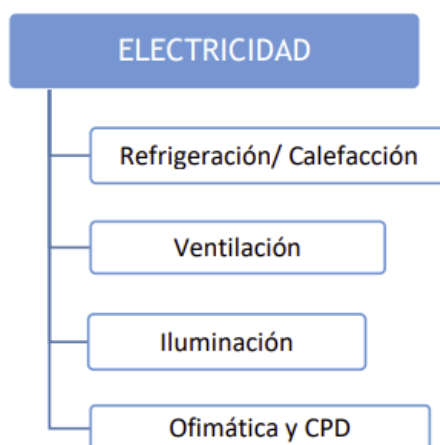 ELECTRICIDAD
Refrigeración/ Calefacción
Ventilación
Iluminación
Ofimática y CPD